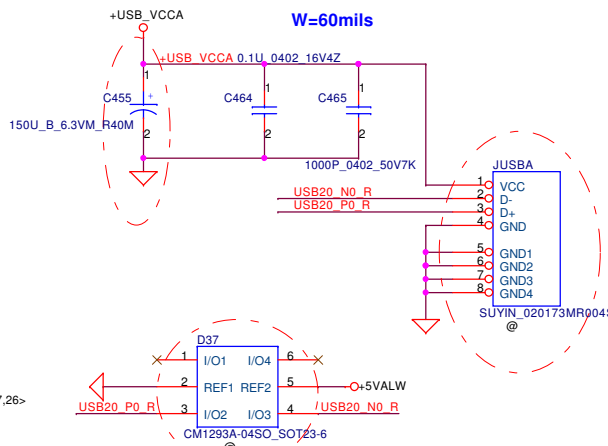 +USB_VCCA
W=60mils
+USB_VCCA 0.1U_0402_16V4Z
1
1
1
C455
+
C464
C465
150U_B_6.3VM_R40M
2
2
2
1000P_0402_50V7K
JUSBA
1 VCC
USB20_N0_R 2 D-
USB20_P0_R 3 D+
4 GND
5 GND1
6 GND2
7 GND3
8 GND4
SUYIN_020173MR004S
@
D37
1 I/O1 I/O4 6
2 REF1 REF2 5 +5VALW
7,26>
USB20_P0_R 3 I/O2 I/O3 4 USB20_N0_R
CM1293A-04SO_SOT23-6
@